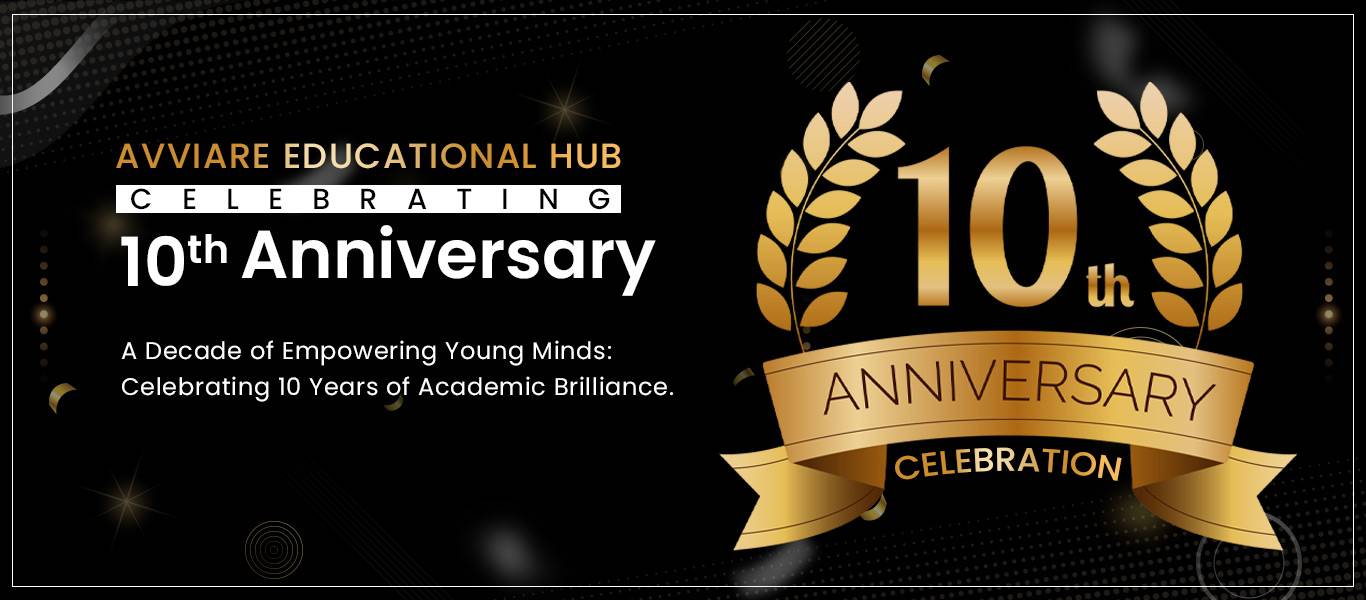 AVVIARE EDUCATIONAL HUB
CELEBRATING
10th Anniversary
A Decade of Empowering Young Minds:
Celebrating 10 Years of Academic Brilliance.
10th
ANNIVERSARY
CELEBRATION